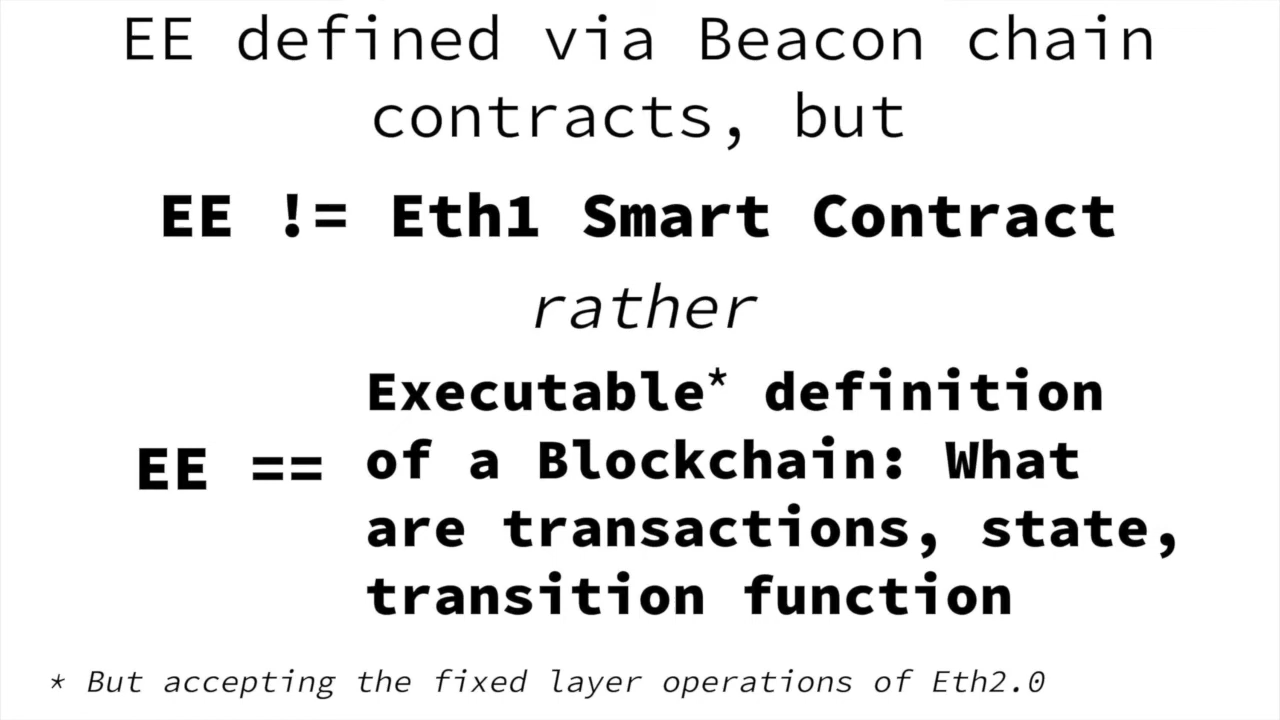 EE defined via Beacon chain
contracts, but
EE != Eth1 Smart Contract
rather
EE == Executable* definition
of a Blockchain: What
are transactions, state,
transition function
* But accepting the fixed layer operations of Eth2.0